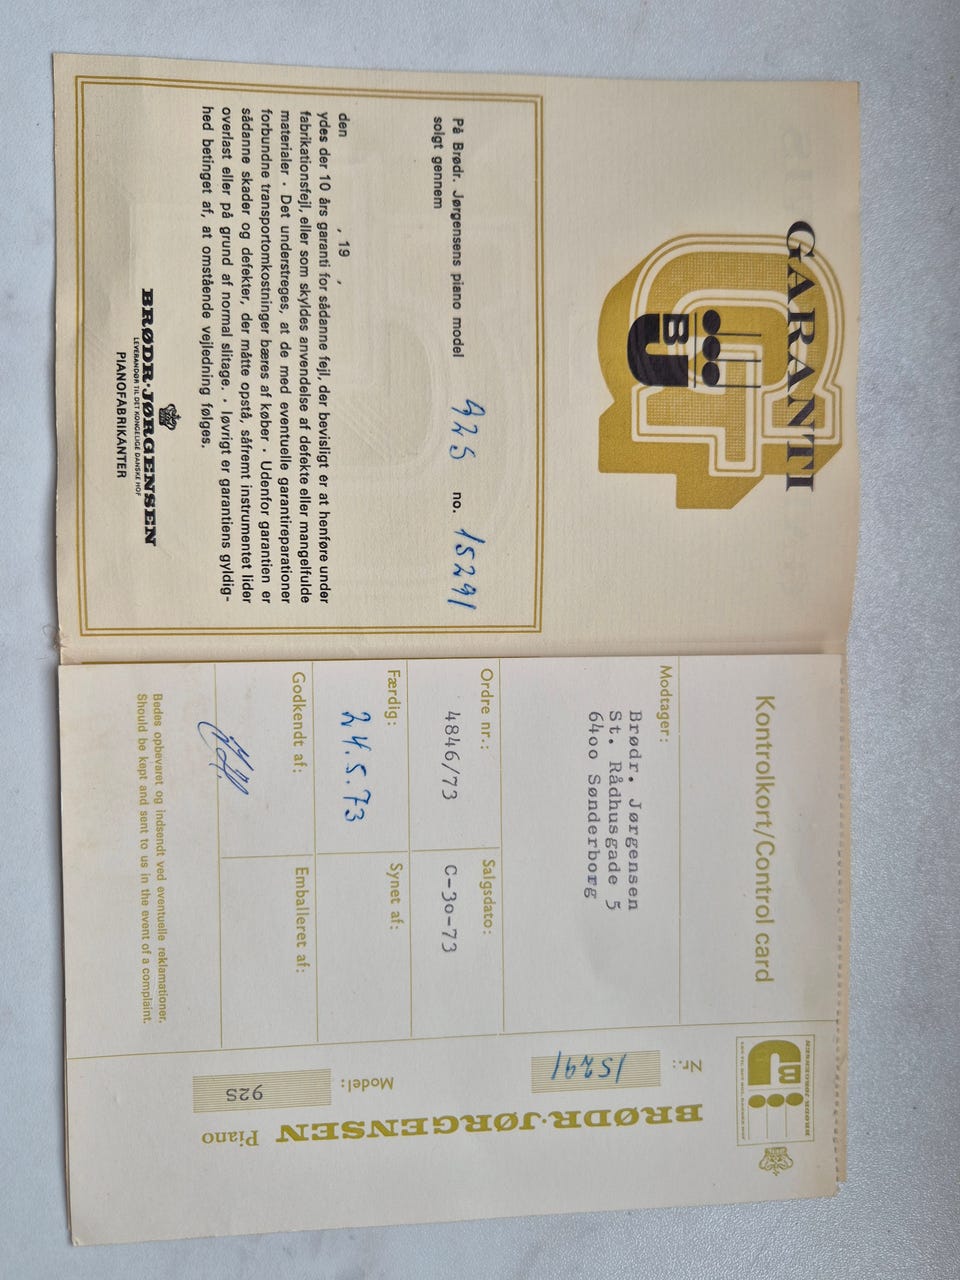 GARANTI
BJ
På Brødr. Jørgensens piano model 92S no. 15291
solgt gennem
den , 19 ,
ydes der 10 års garanti for sådanne fejl, der bevisligt er at henføre under
fabrikationsfejl, eller som skyldes anvendelse af defekte eller mangelfulde
materialer · Det understreges, at de med eventuelle garantireparationer
forbundne transportomkostninger bæres af køber · Udenfor garantien er
sådanne skader og defekter, der måtte opstå, såfremt instrumentet lider
overlast eller på grund af normal slitage. · Iøvrigt er garantiens gyldig-
hed betinget af, at omstående vejledning følges.
BRØDR·JØRGENSEN
LEVERANDØR TIL DET KONGELIGE DANSKE HOF
PIANOFABRIKANTER
Kontrolkort/Control card
Modtager:
Brødr. Jørgensen
St. Rådhusgade 5
6400 Sønderborg
Ordre nr.:
4846/73
Salgsdato:
C-30-73
Færdig:
24.5.73
Synet af:
Godkendt af:
Emballeret af:
Bedes opbevaret og indsendt ved eventuelle reklamationer.
Should be kept and sent to us in the event of a complaint.
BRØDR·JØRGENSEN
BJ
BRØDR·JØRGENSEN Piano
Nr.:
15291
Model:
92S